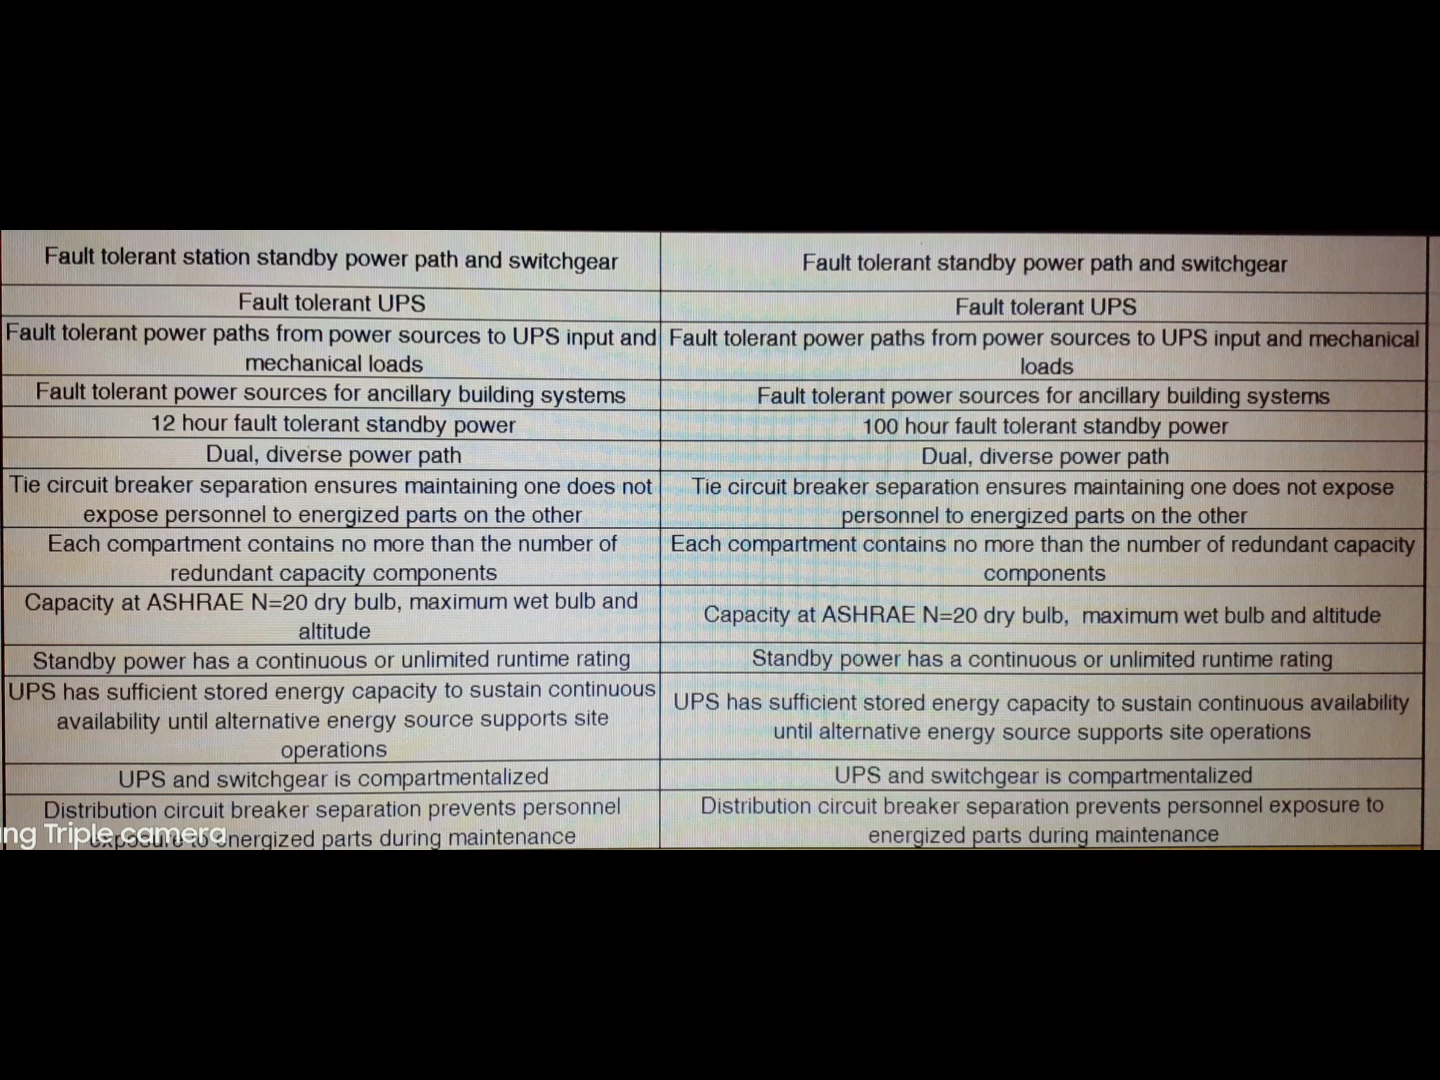 Fault tolerant station standby power path and switchgear
Fault tolerant standby power path and switchgear
Fault tolerant UPS
Fault tolerant UPS
Fault tolerant power paths from power sources to UPS input and
mechanical loads
Fault tolerant power paths from power sources to UPS input and mechanical
loads
Fault tolerant power sources for ancillary building systems
Fault tolerant power sources for ancillary building systems
12 hour fault tolerant standby power
100 hour fault tolerant standby power
Dual, diverse power path
Dual, diverse power path
Tie circuit breaker separation ensures maintaining one does not
expose personnel to energized parts on the other
Tie circuit breaker separation ensures maintaining one does not expose
personnel to energized parts on the other
Each compartment contains no more than the number of
redundant capacity components
Each compartment contains no more than the number of redundant capacity
components
Capacity at ASHRAE N=20 dry bulb, maximum wet bulb and
altitude
Capacity at ASHRAE N=20 dry bulb, maximum wet bulb and altitude
Standby power has a continuous or unlimited runtime rating
Standby power has a continuous or unlimited runtime rating
UPS has sufficient stored energy capacity to sustain continuous
availability until alternative energy source supports site
operations
UPS has sufficient stored energy capacity to sustain continuous availability
until alternative energy source supports site operations
UPS and switchgear is compartmentalized
UPS and switchgear is compartmentalized
Distribution circuit breaker separation prevents personnel
exposure to energized parts during maintenance
Distribution circuit breaker separation prevents personnel exposure to
energized parts during maintenance
ng Triple camera